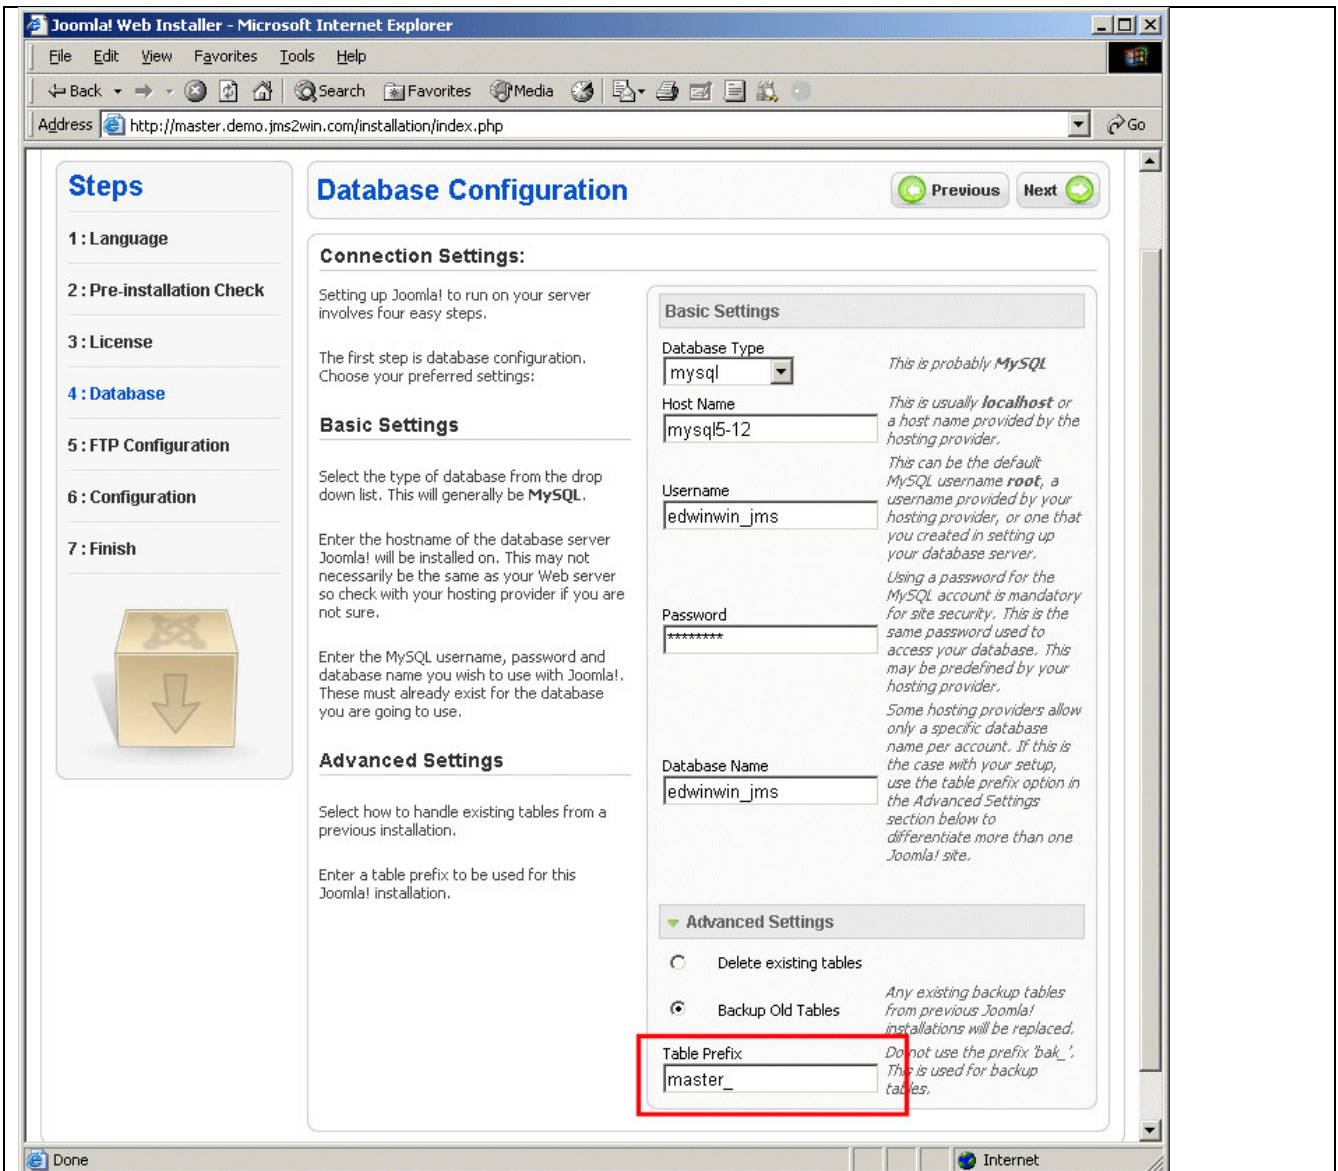 Joomla! Web Installer - Microsoft Internet Explorer
File Edit View Favorites Tools Help
Back Search Favorites Media
Address http://master.demo.jms2win.com/installation/index.php Go
Steps
1 : Language
2 : Pre-installation Check
3 : License
4 : Database
5 : FTP Configuration
6 : Configuration
7 : Finish
Database Configuration
Previous Next
Connection Settings:
Setting up Joomla! to run on your server
involves four easy steps.
The first step is database configuration.
Choose your preferred settings:
Basic Settings
Select the type of database from the drop
down list. This will generally be MySQL.
Enter the hostname of the database server
Joomla! will be installed on. This may not
necessarily be the same as your Web server
so check with your hosting provider if you are
not sure.
Enter the MySQL username, password and
database name you wish to use with Joomla!.
These must already exist for the database
you are going to use.
Advanced Settings
Select how to handle existing tables from a
previous installation.
Enter a table prefix to be used for this
Joomla! installation.
Basic Settings
Database Type
mysql
This is probably MySQL
Host Name
mysql5-12
This is usually localhost or
a host name provided by the
hosting provider.
Username
edwinwin_jms
This can be the default
MySQL username root, a
username provided by your
hosting provider, or one that
you created in setting up
your database server.
Password
********
Using a password for the
MySQL account is mandatory
for site security. This is the
same password used to
access your database. This
may be predefined by your
hosting provider.
Database Name
edwinwin_jms
Some hosting providers allow
only a specific database
name per account. If this is
the case with your setup,
use the table prefix option in
the Advanced Settings
section below to
differentiate more than one
Joomla! site.
Advanced Settings
Delete existing tables
Backup Old Tables
Any existing backup tables
from previous Joomla!
installations will be replaced.
Table Prefix
master_
Do not use the prefix 'bak_'.
This is used for backup
tables.
Done Internet